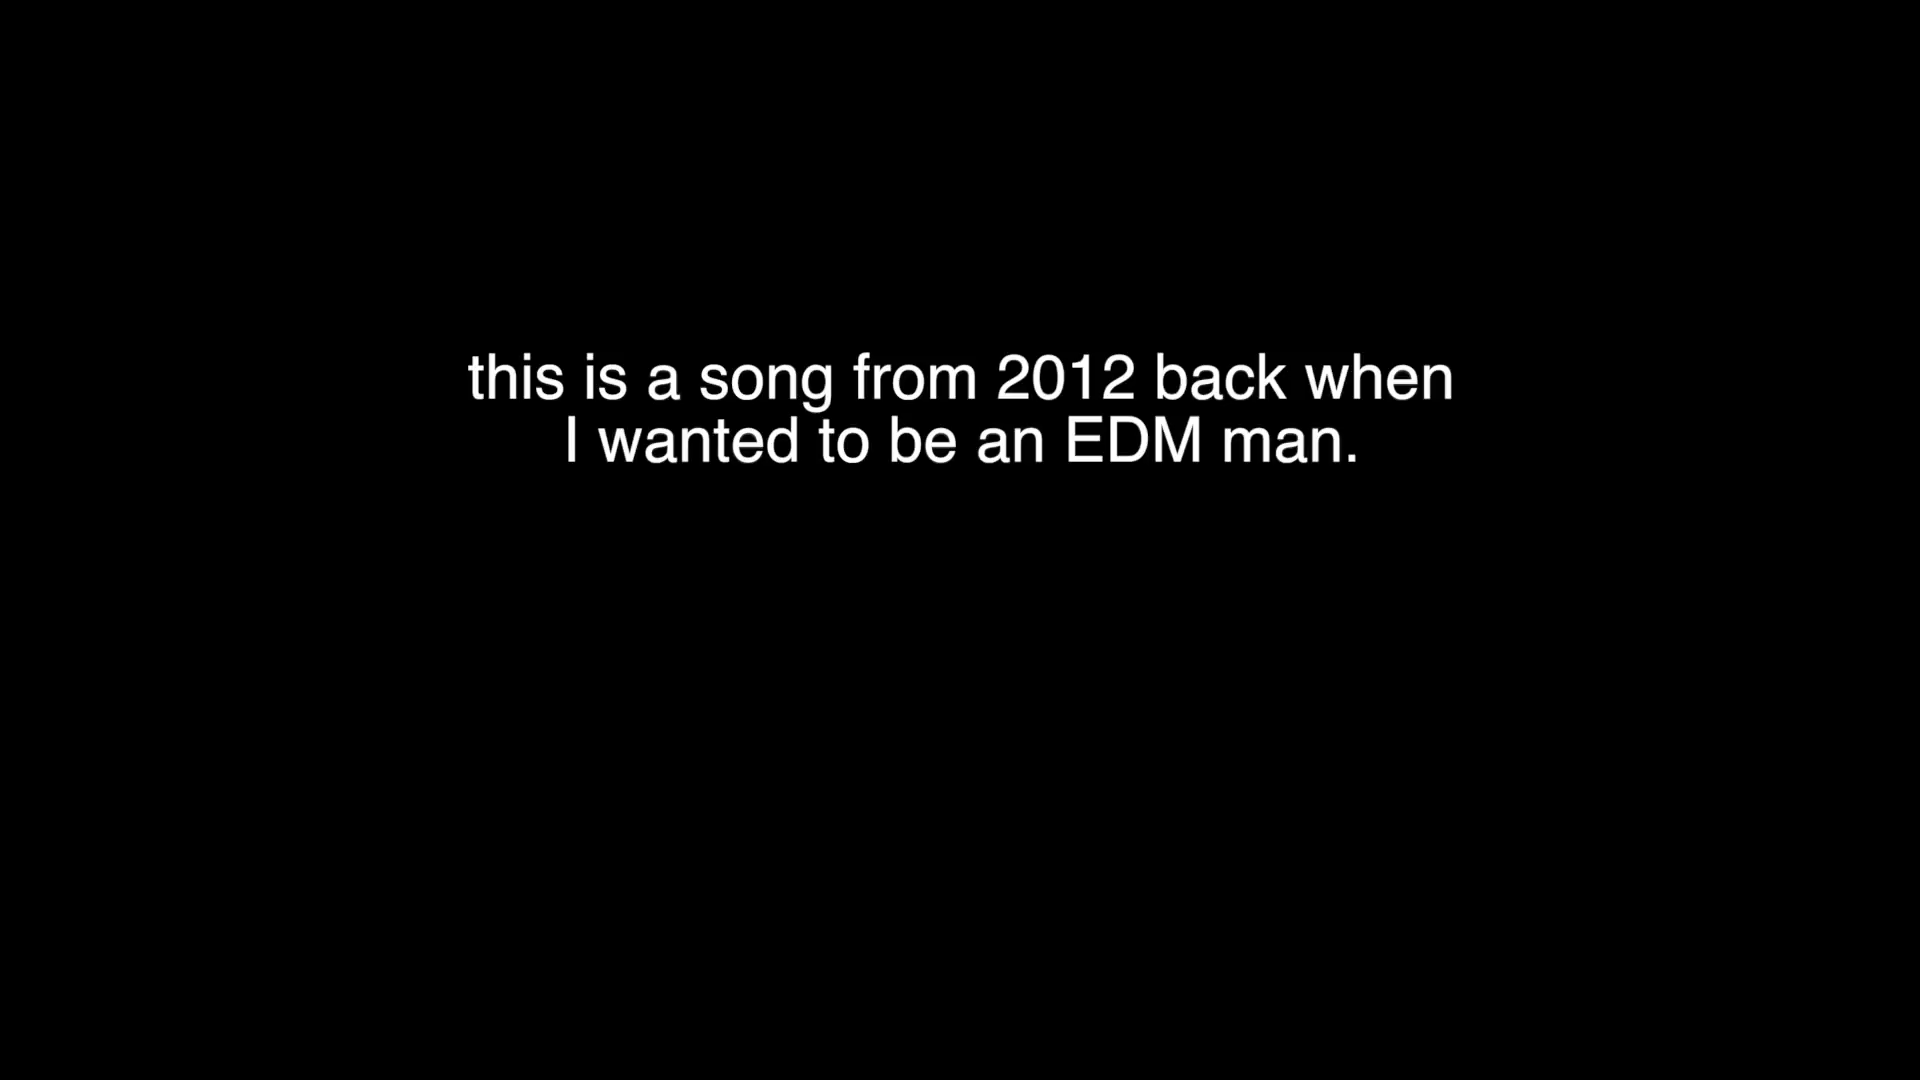 this is a song from 2012 back when
I wanted to be an EDM man.